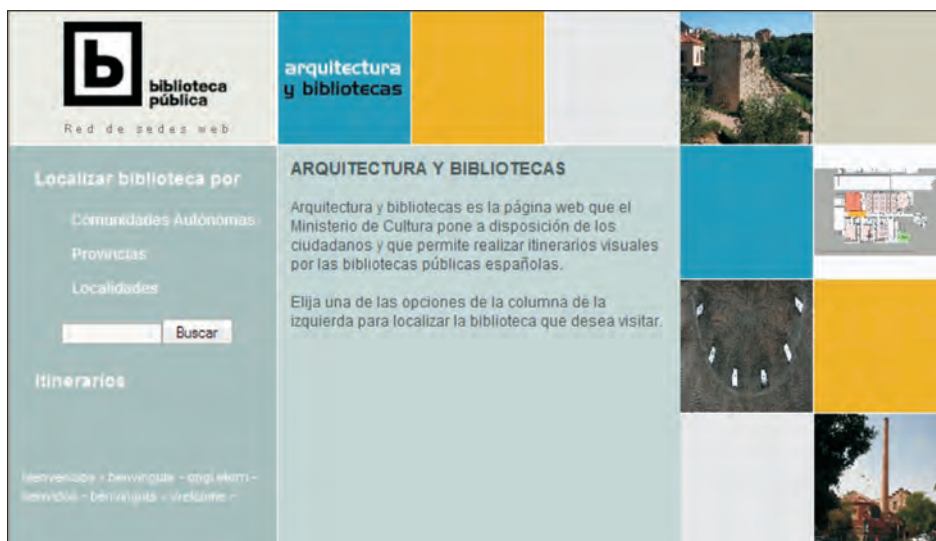 b
biblioteca
pública
Red de sedes web
arquitectura
y bibliotecas
Localizar biblioteca por
Comunidades Autónomas
Provincias
Localidades
Buscar
Itinerarios
ARQUITECTURA Y BIBLIOTECAS
Arquitectura y bibliotecas es la página web que el
Ministerio de Cultura pone a disposición de los
ciudadanos y que permite realizar itinerarios visuales
por las bibliotecas públicas españolas.
Elija una de las opciones de la columna de la
izquierda para localizar la biblioteca que desea visitar.